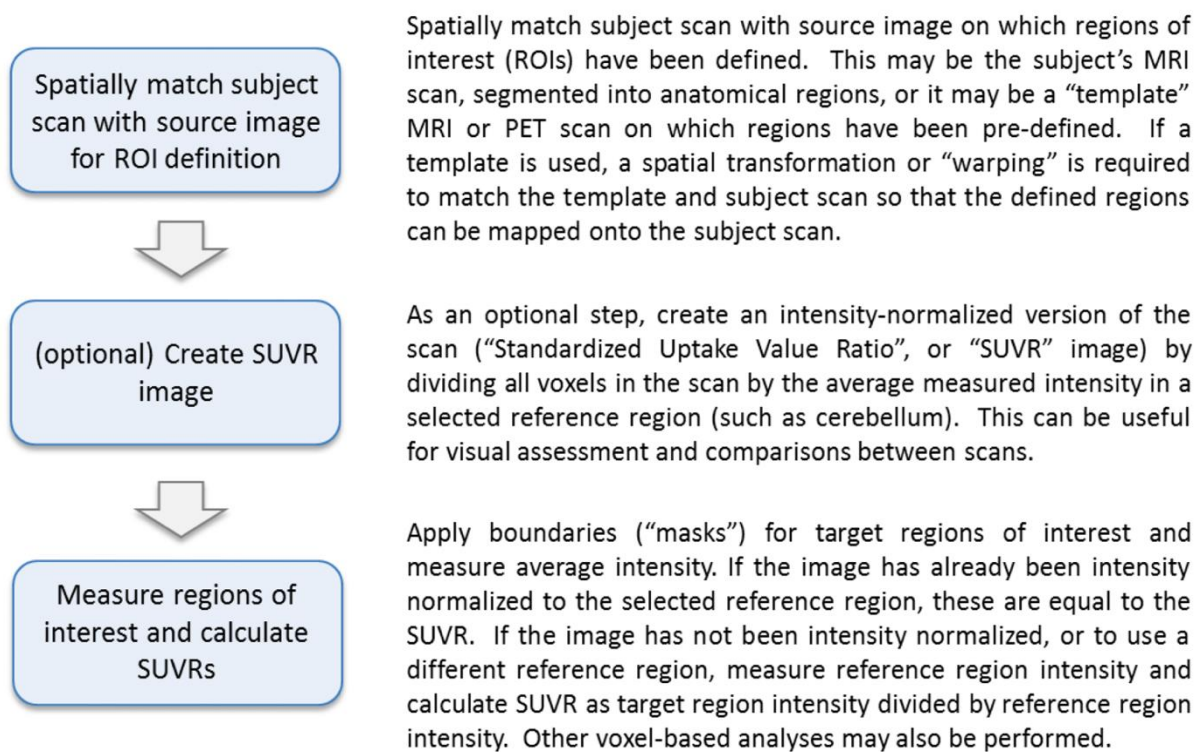 Spatially match subject
scan with source image
for ROI definition
Spatially match subject scan with source image on which regions of
interest (ROIs) have been defined. This may be the subject’s MRI
scan, segmented into anatomical regions, or it may be a “template”
MRI or PET scan on which regions have been pre-defined. If a
template is used, a spatial transformation or “warping” is required
to match the template and subject scan so that the defined regions
can be mapped onto the subject scan.
(optional) Create SUVR
image
As an optional step, create an intensity-normalized version of the
scan (“Standardized Uptake Value Ratio”, or “SUVR” image) by
dividing all voxels in the scan by the average measured intensity in a
selected reference region (such as cerebellum). This can be useful
for visual assessment and comparisons between scans.
Measure regions of
interest and calculate
SUVRs
Apply boundaries (“masks”) for target regions of interest and
measure average intensity. If the image has already been intensity
normalized to the selected reference region, these are equal to the
SUVR. If the image has not been intensity normalized, or to use a
different reference region, measure reference region intensity and
calculate SUVR as target region intensity divided by reference region
intensity. Other voxel-based analyses may also be performed.